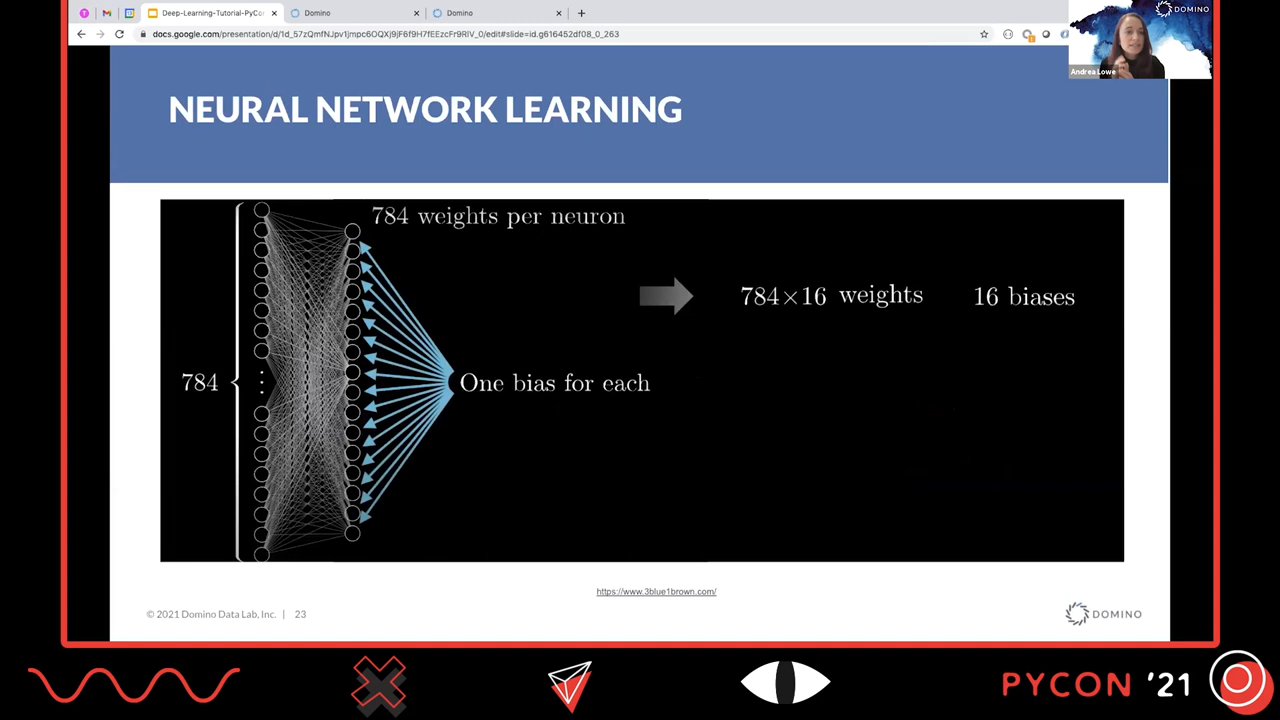 Deep-Learning-Tutorial-PyCo
Domino
Domino
docs.google.com/presentation/d/1d_57zQmfNJpv1jmpc6OQXj9jF6f9H7fEEzcFr9RlV_0/edit#slide=id.g616452df08_0_263
DOMINO
Andrea Lowe
NEURAL NETWORK LEARNING
784 weights per neuron
784×16 weights
16 biases
784
One bias for each
https://www.3blue1brown.com/
© 2021 Domino Data Lab, Inc. | 23
DOMINO
PYCON '21